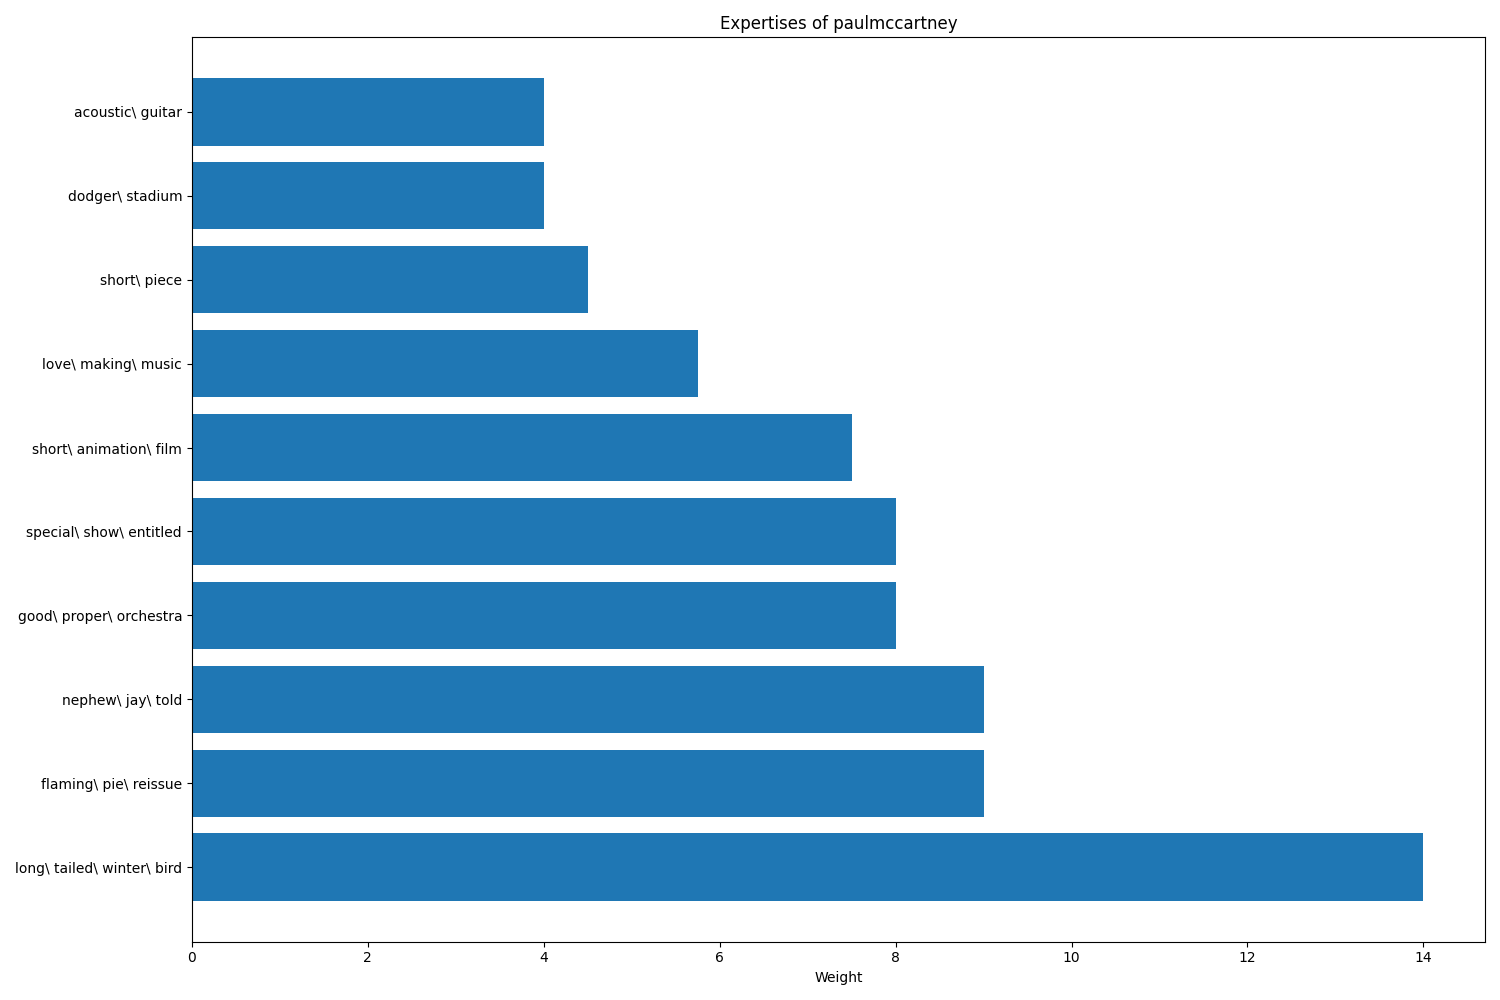 Expertises of paulmccartney
acoustic\ guitar
dodger\ stadium
short\ piece
love\ making\ music
short\ animation\ film
special\ show\ entitled
good\ proper\ orchestra
nephew\ jay\ told
flaming\ pie\ reissue
long\ tailed\ winter\ bird
0 2 4 6 8 10 12 14
Weight